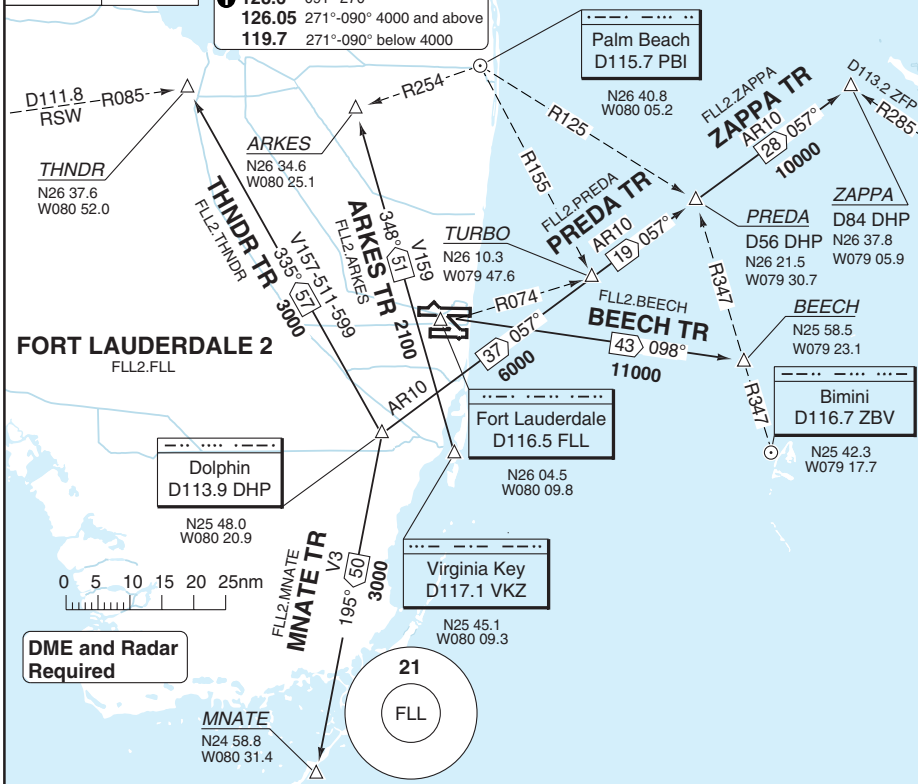 126.05 271°-090° 4000 and above
119.7 271°-090° below 4000
Palm Beach
D115.7 PBI
N26 40.8
W080 05.2
D113.2 ZFP
R285
D111.8
RSW
R085
R254
R125
R155
FLL2.ZAPPA
ZAPPA TR
AR10
28 057°
10000
THNDR
N26 37.6
W080 52.0
ARKES
N26 34.6
W080 25.1
THNDR TR
FLL2.THNDR
V157-511-599
335° 57
3000
ARKES TR
FLL2.ARKES
348° 51
V159
2100
TURBO
N26 10.3
W079 47.6
FLL2.PREDA
PREDA TR
AR10
19 057°
PREDA
D56 DHP
N26 21.5
W079 30.7
ZAPPA
D84 DHP
N26 37.8
W079 05.9
R347
R074
FLL2.BEECH
BEECH TR
43 098°
11000
BEECH
N25 58.5
W079 23.1
R347
FORT LAUDERDALE 2
FLL2.FLL
AR10
37 057°
6000
Fort Lauderdale
D116.5 FLL
N26 04.5
W080 09.8
Bimini
D116.7 ZBV
N25 42.3
W079 17.7
Dolphin
D113.9 DHP
N25 48.0
W080 20.9
FLL2.MNATE
MNATE TR
V3
195° 50
3000
Virginia Key
D117.1 VKZ
N25 45.1
W080 09.3
0 5 10 15 20 25nm
DME and Radar
Required
21
FLL
MNATE
N24 58.8
W080 31.4